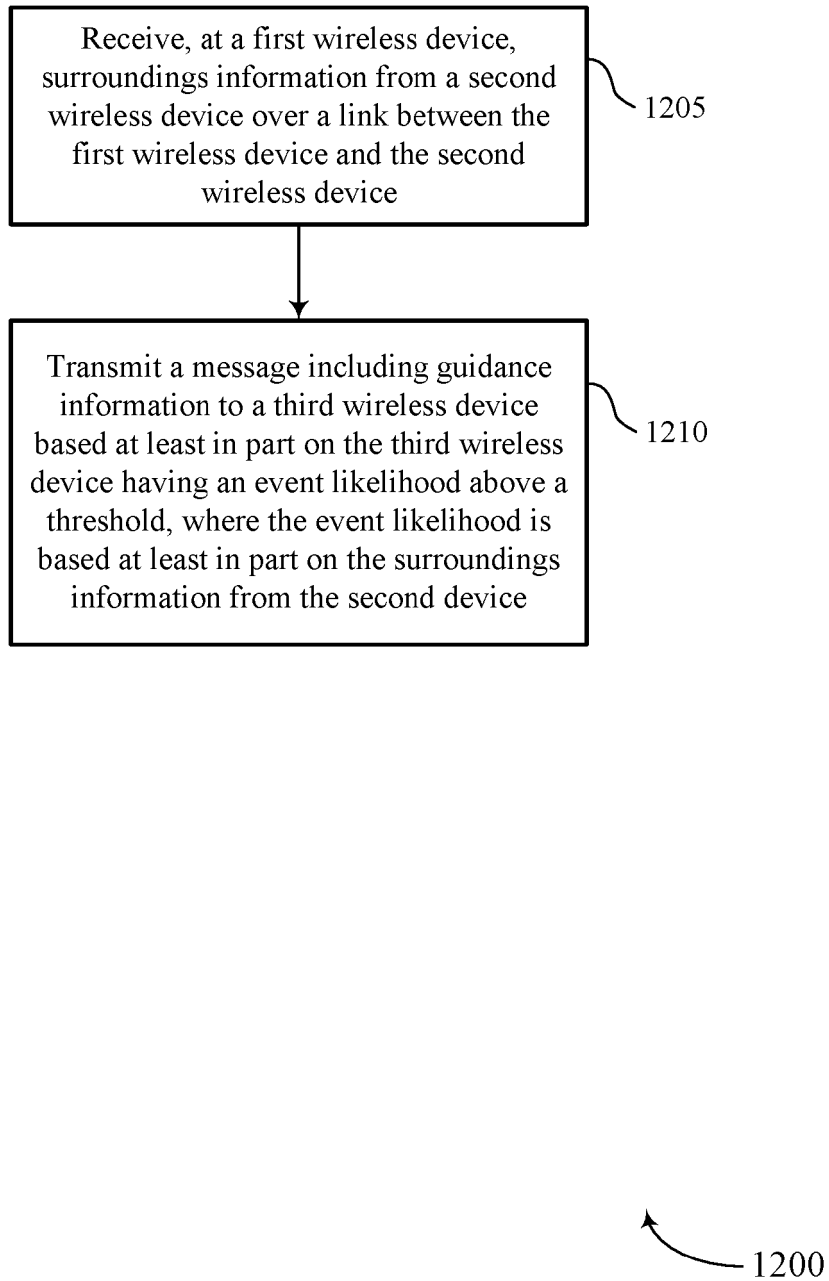 Receive, at a first wireless device,
surroundings information from a second
wireless device over a link between the
first wireless device and the second
wireless device
1205
Transmit a message including guidance
information to a third wireless device
based at least in part on the third wireless
device having an event likelihood above a
threshold, where the event likelihood is
based at least in part on the surroundings
information from the second device
1210
1200